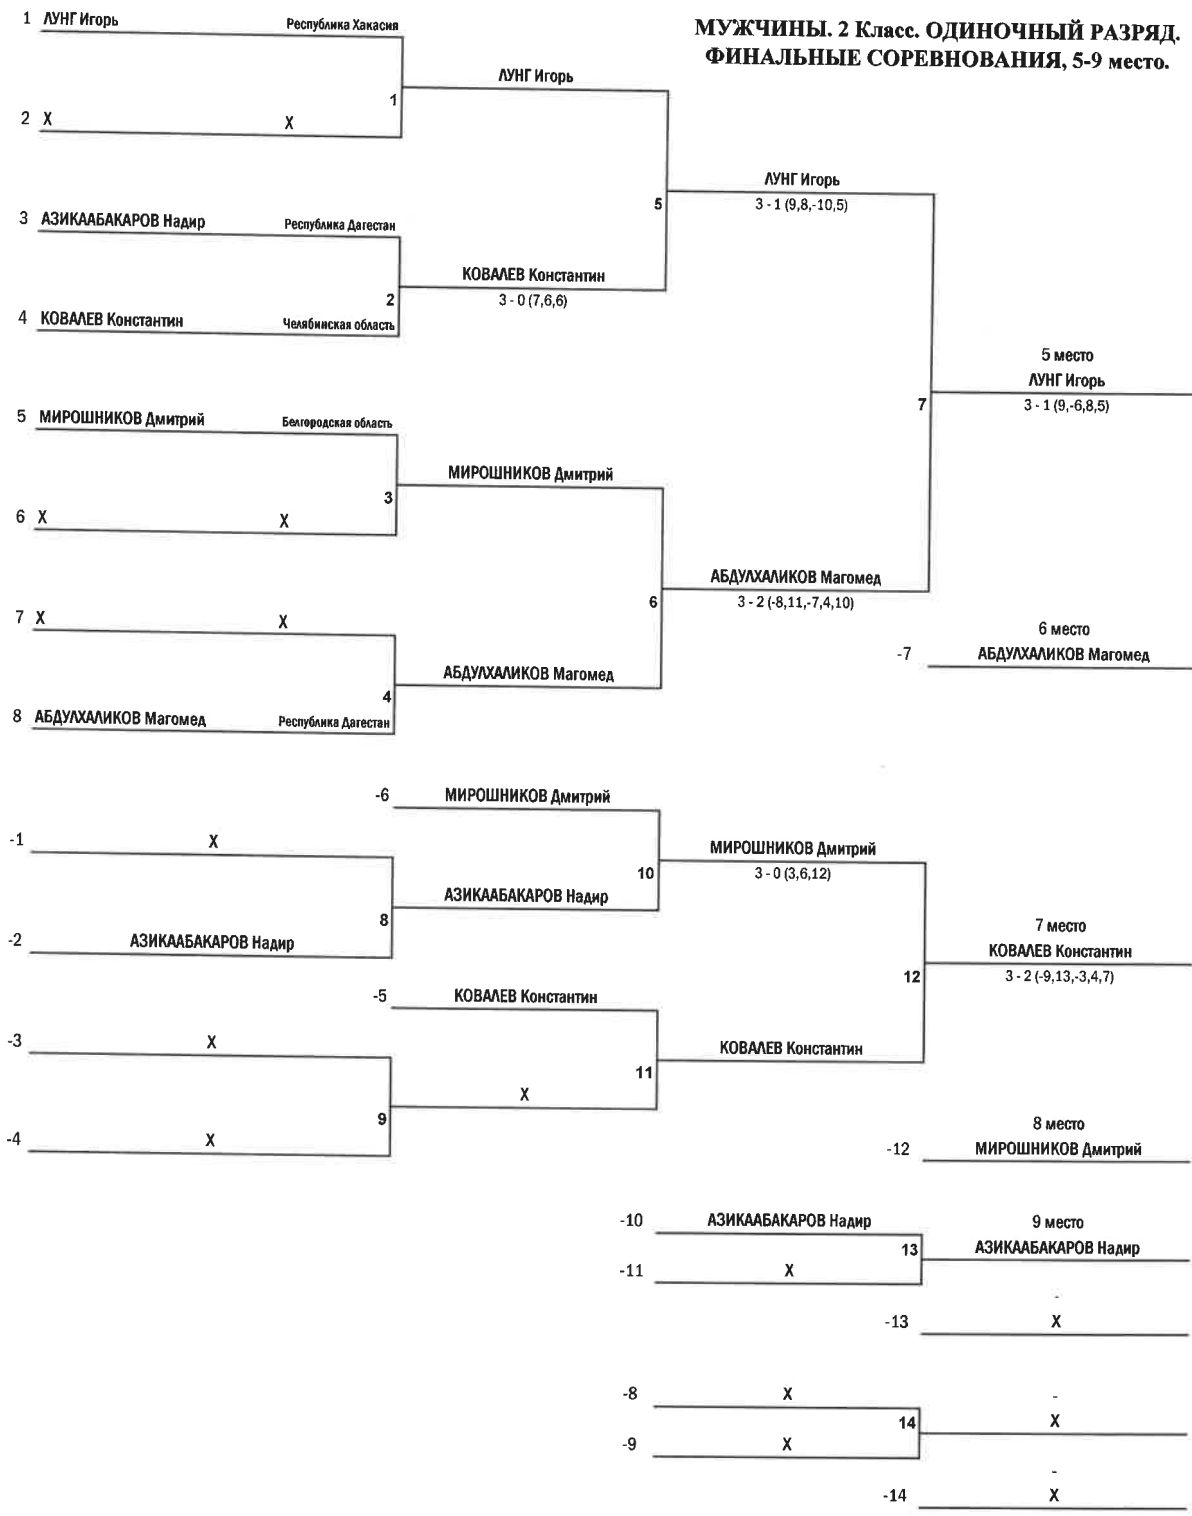 МУЖЧИНЫ. 2 Класс. ОДИНОЧНЫЙ РАЗРЯД.
ФИНАЛЬНЫЕ СОРЕВНОВАНИЯ, 5-9 место.
1 ЛУНГ Игорь Республика Хакасия
ЛУНГ Игорь
1
2 X X
ЛУНГ Игорь
3 - 1 (9,8,-10,5)
5
3 АЗИКААБАКАРОВ Надир Республика Дагестан
КОВАЛЕВ Константин
3 - 0 (7,6,6)
2
4 КОВАЛЕВ Константин Челябинская область
5 место
ЛУНГ Игорь
3 - 1 (9,-6,8,5)
7
5 МИРОШНИКОВ Дмитрий Белгородская область
МИРОШНИКОВ Дмитрий
3
6 X X
АБДУЛХАЛИКОВ Магомед
3 - 2 (-8,11,-7,4,10)
6
7 X X
6 место
-7 АБДУЛХАЛИКОВ Магомед
АБДУЛХАЛИКОВ Магомед
4
8 АБДУЛХАЛИКОВ Магомед Республика Дагестан
-6 МИРОШНИКОВ Дмитрий
-1 X
МИРОШНИКОВ Дмитрий
3 - 0 (3,6,12)
10
АЗИКААБАКАРОВ Надир
8
-2 АЗИКААБАКАРОВ Надир
7 место
КОВАЛЕВ Константин
3 - 2 (-9,13,-3,4,7)
12
-5 КОВАЛЕВ Константин
-3 X
КОВАЛЕВ Константин
11
X
9
-4 X
8 место
-12 МИРОШНИКОВ Дмитрий
-10 АЗИКААБАКАРОВ Надир
9 место
13 АЗИКААБАКАРОВ Надир
-11 X
-
-13 X
-8 X
-
14 X
-9 X
-
-14 X